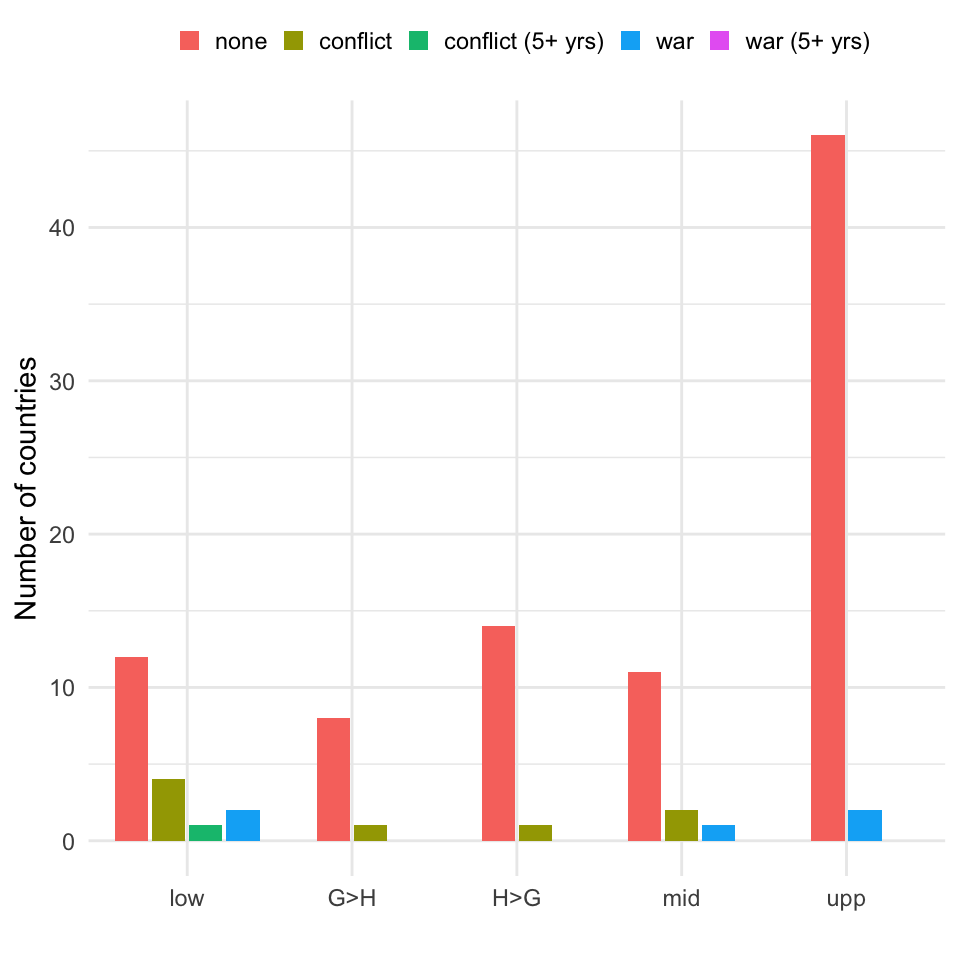 none conflict conflict (5+ yrs) war war (5+ yrs)
Number of countries
40
30
20
10
0
low G>H H>G mid upp